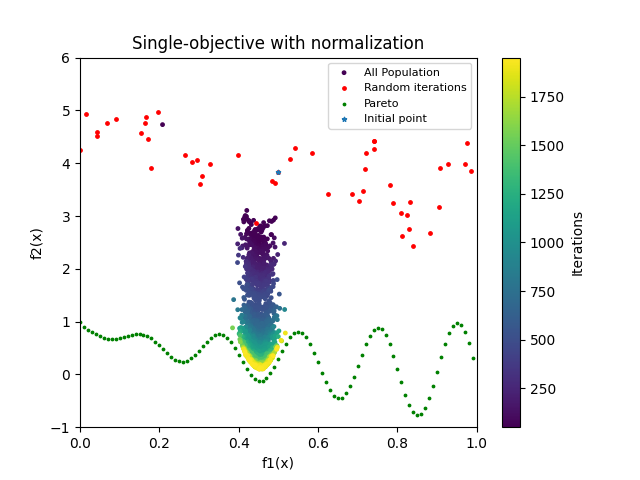 Single-objective with normalization
All Population
Random iterations
Pareto
Initial point
6
5
4
3
2
1
0
−1
f2(x)
0.0 0.2 0.4 0.6 0.8 1.0
f1(x)
1750
1500
1250
1000
750
500
250
Iterations